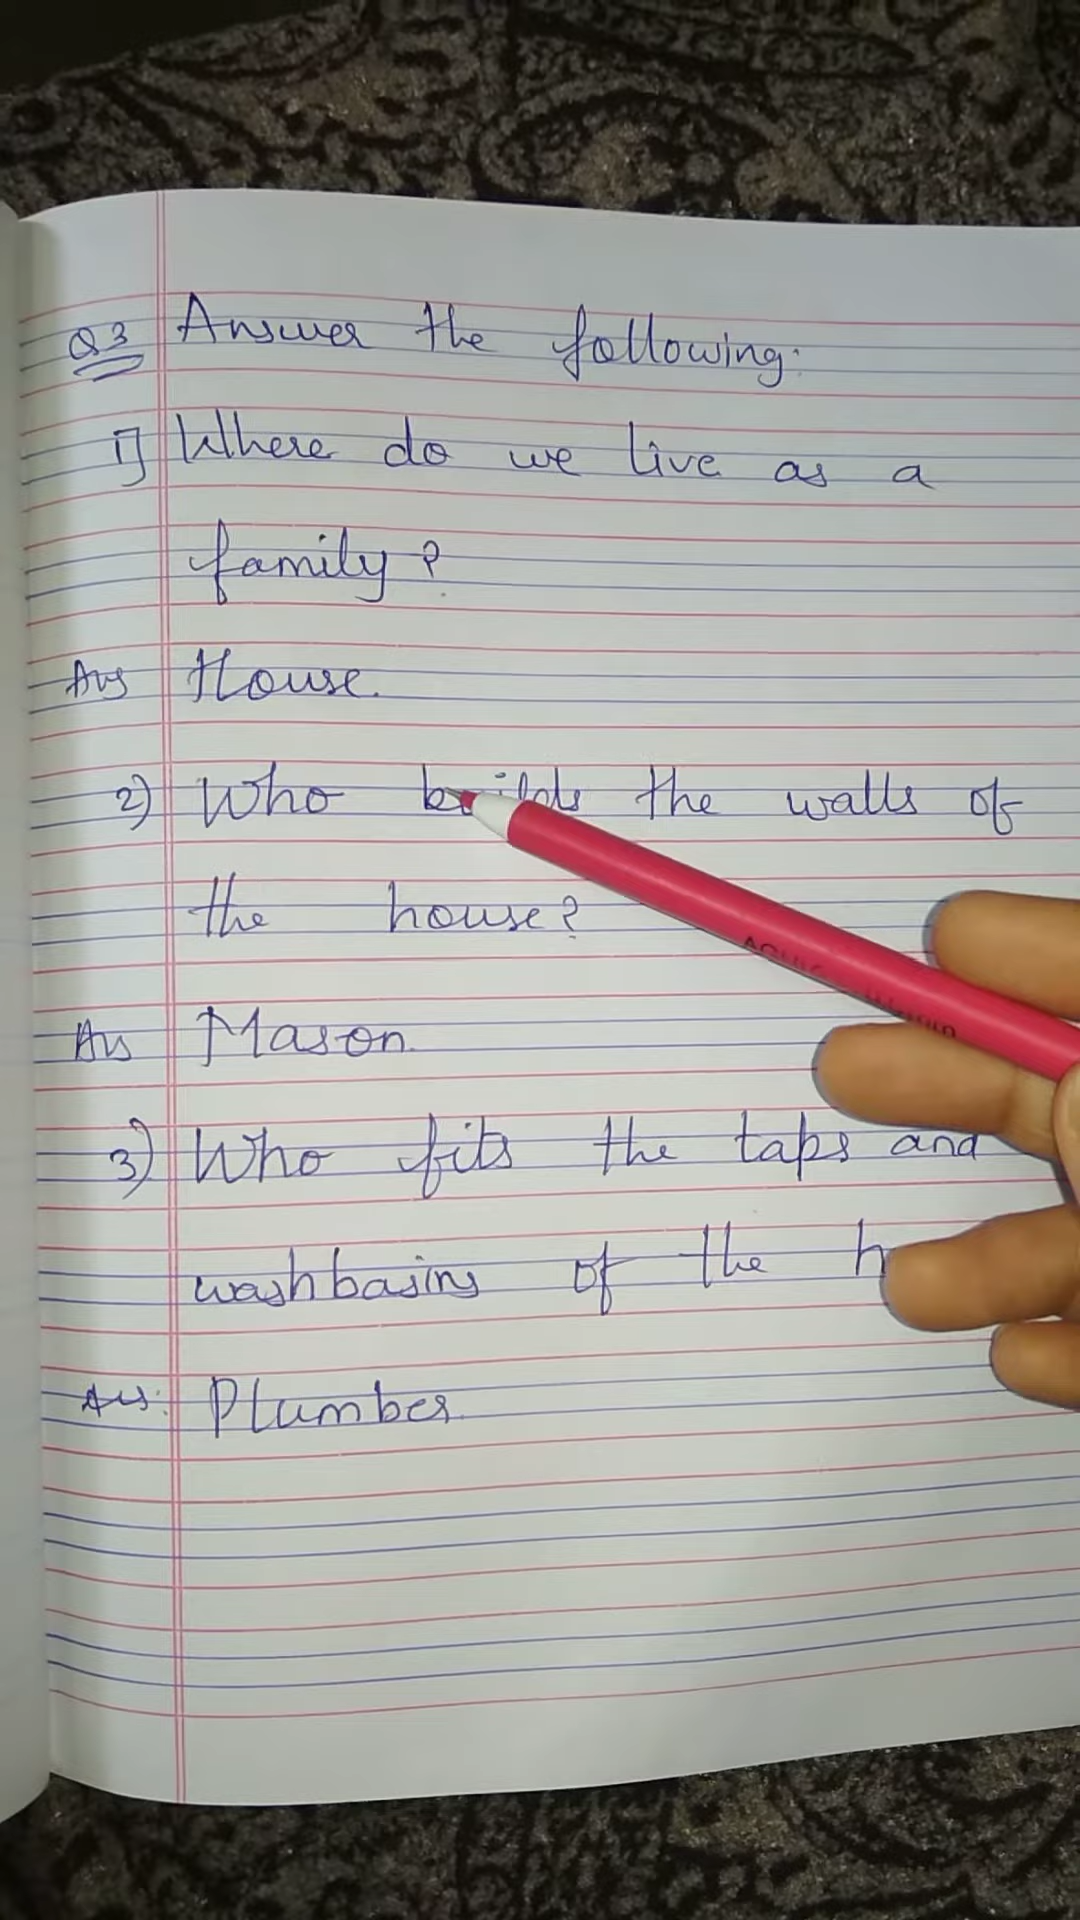 Q3 Answer the following:
1) Where do we live as a
family?
Ans House.
2) Who builds the walls of
the house?
Ans Mason.
3) Who fits the taps and
washbasins of the h
Ans: Plumber.